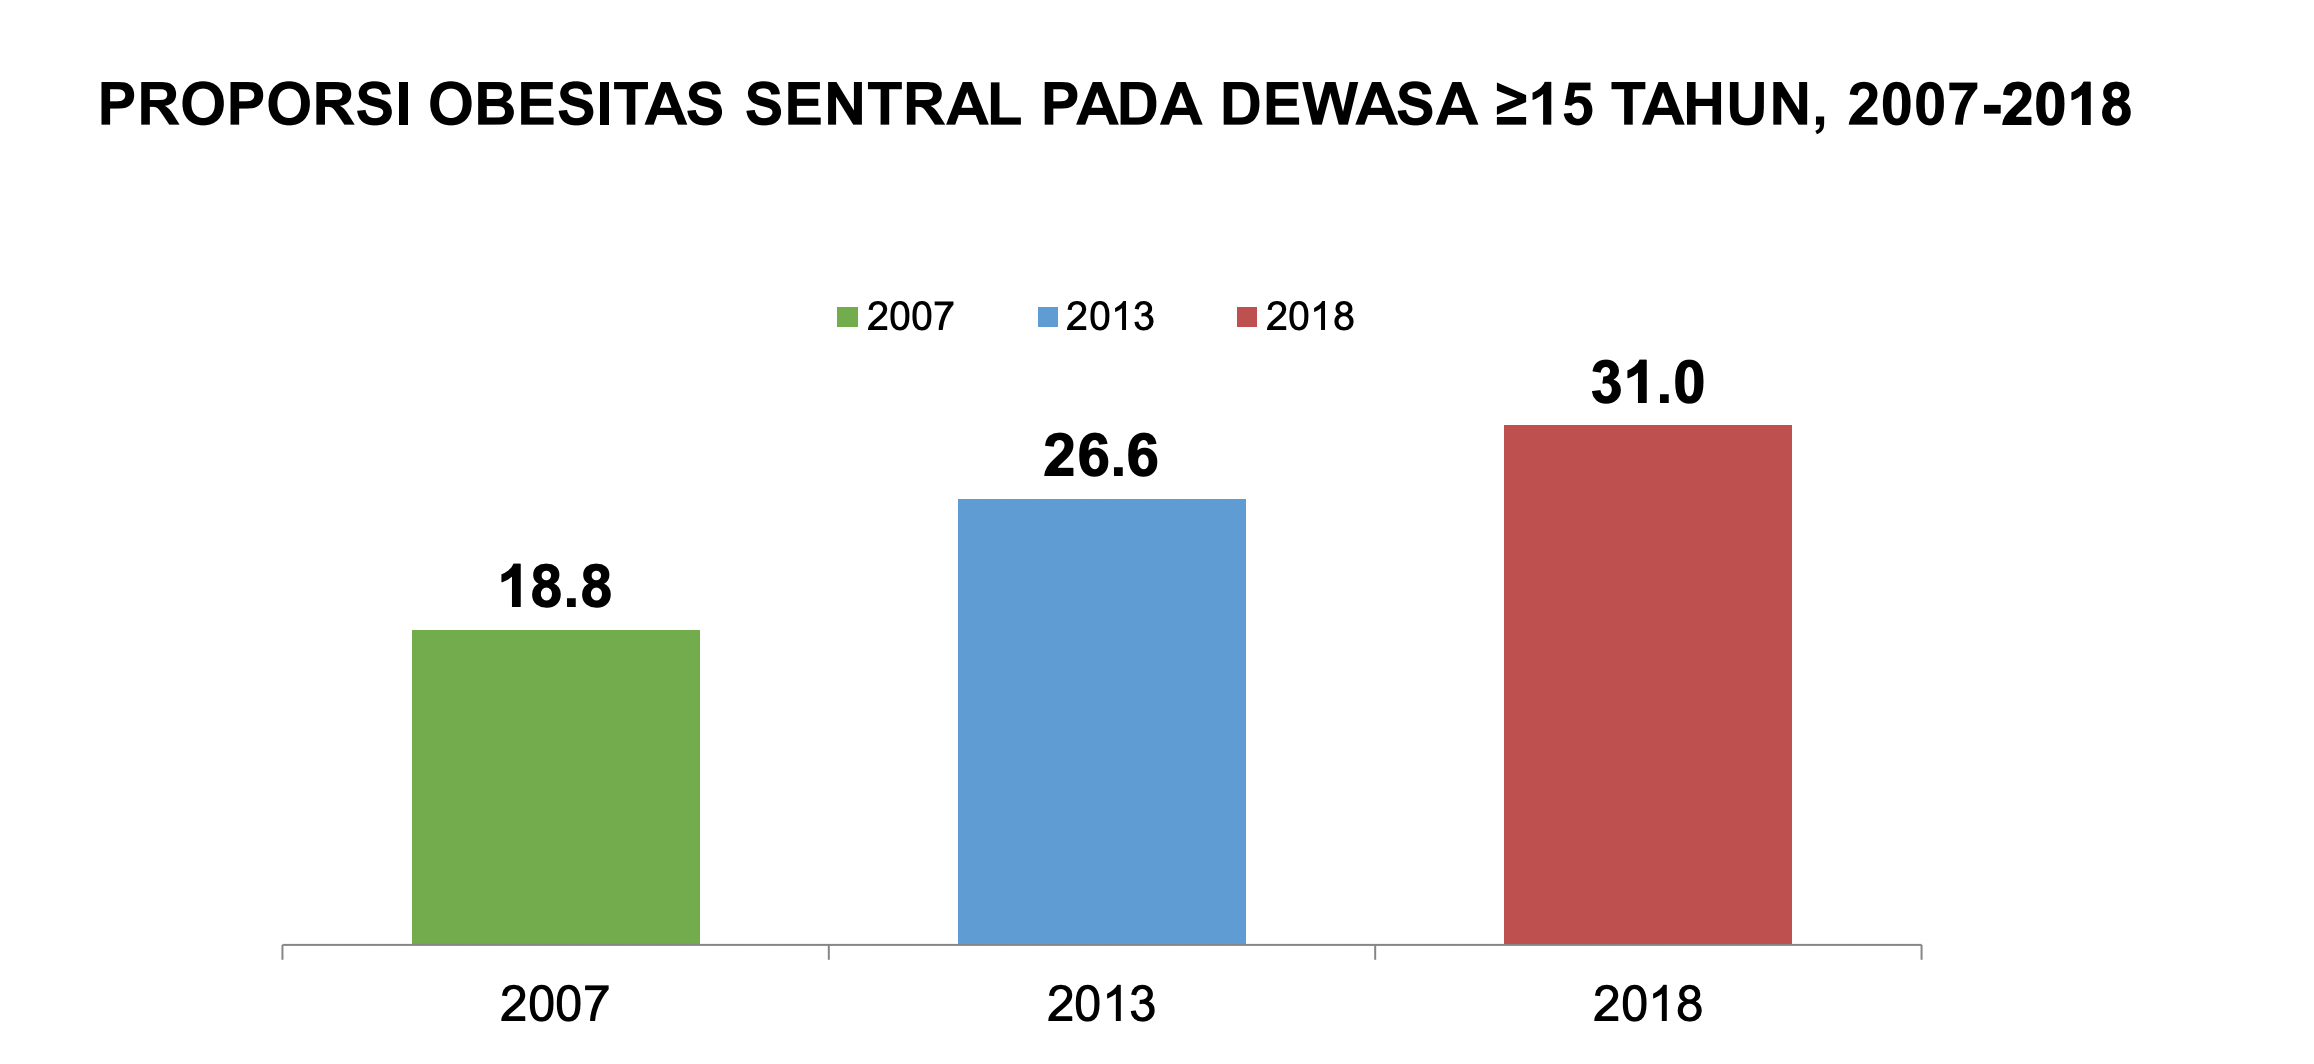 PROPORSI OBESITAS SENTRAL PADA DEWASA ≥15 TAHUN, 2007-2018
2007 2013 2018
18.8 26.6 31.0
2007 2013 2018